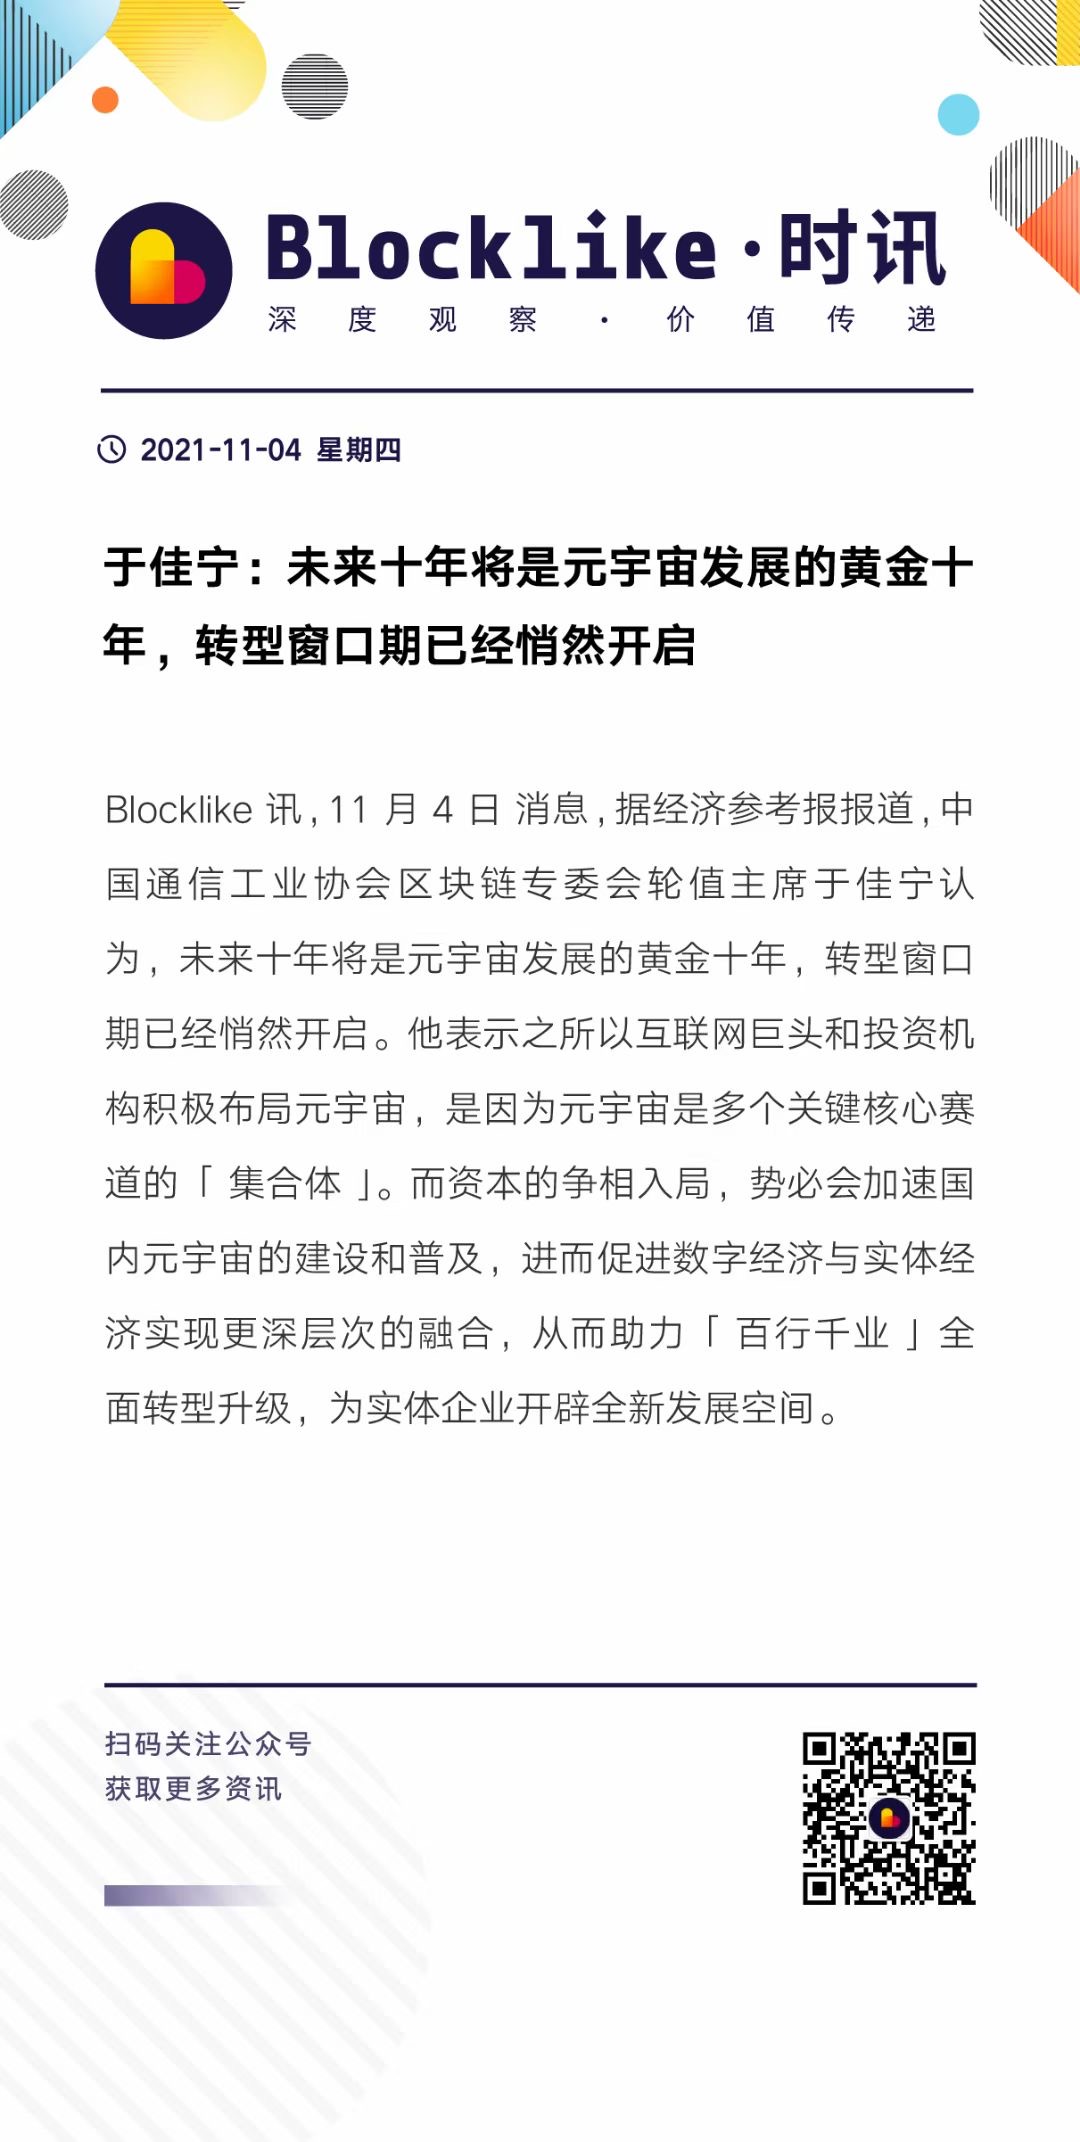 Blocklike·时讯
深度观察·价值传递
2021-11-04 星期四
于佳宁：未来十年将是元宇宙发展的黄金十
年，转型窗口期已经悄然开启
Blocklike 讯,11 月 4 日 消息,据经济参考报报道,中
国通信工业协会区块链专委会轮值主席于佳宁认
为，未来十年将是元宇宙发展的黄金十年，转型窗口
期已经悄然开启。他表示之所以互联网巨头和投资机
构积极布局元宇宙，是因为元宇宙是多个关键核心赛
道的「 集合体 」。而资本的争相入局，势必会加速国
内元宇宙的建设和普及，进而促进数字经济与实体经
济实现更深层次的融合，从而助力「 百行千业 」全
面转型升级，为实体企业开辟全新发展空间。
扫码关注公众号
获取更多资讯